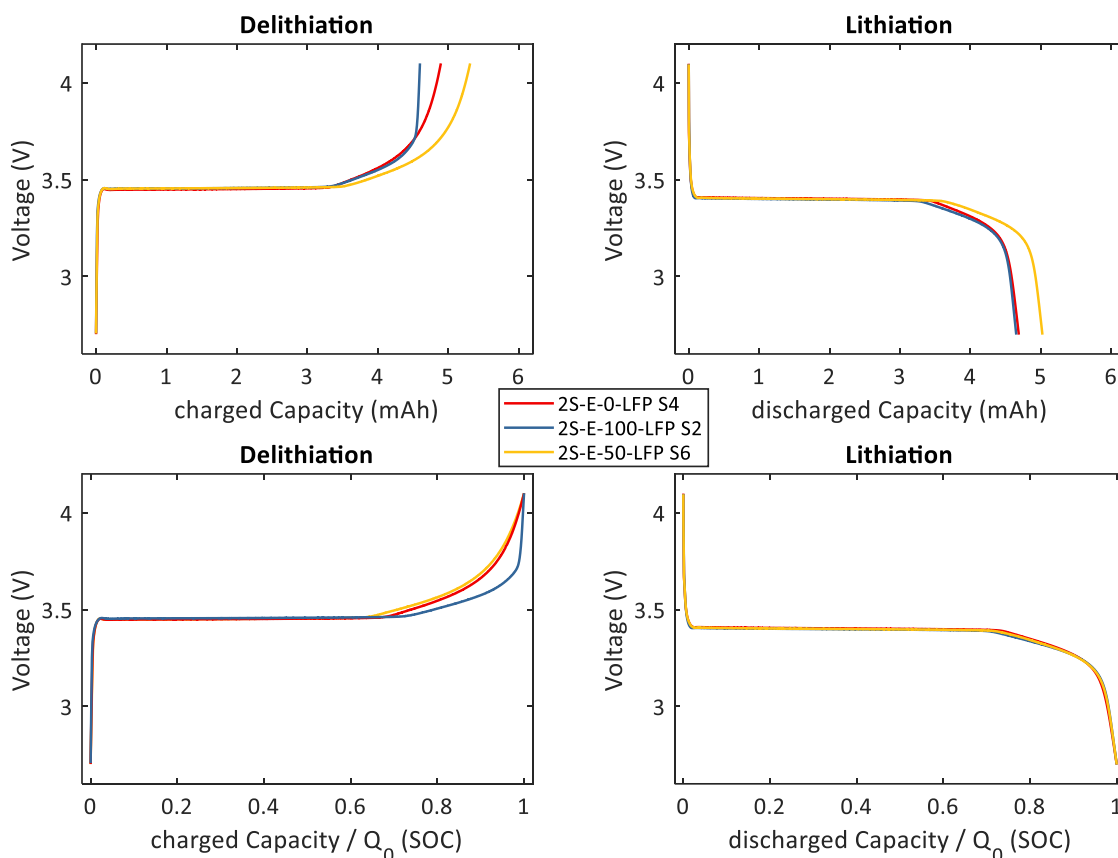 Delithiation
Lithiation
4
3.5
3
Voltage (V)
0 1 2 3 4 5 6
charged Capacity (mAh)
4
3.5
3
Voltage (V)
0 1 2 3 4 5 6
discharged Capacity (mAh)
2S-E-0-LFP S4
2S-E-100-LFP S2
2S-E-50-LFP S6
Delithiation
Lithiation
4
3.5
3
Voltage (V)
0 0.2 0.4 0.6 0.8 1
charged Capacity / Q₀ (SOC)
4
3.5
3
Voltage (V)
0 0.2 0.4 0.6 0.8 1
discharged Capacity / Q₀ (SOC)